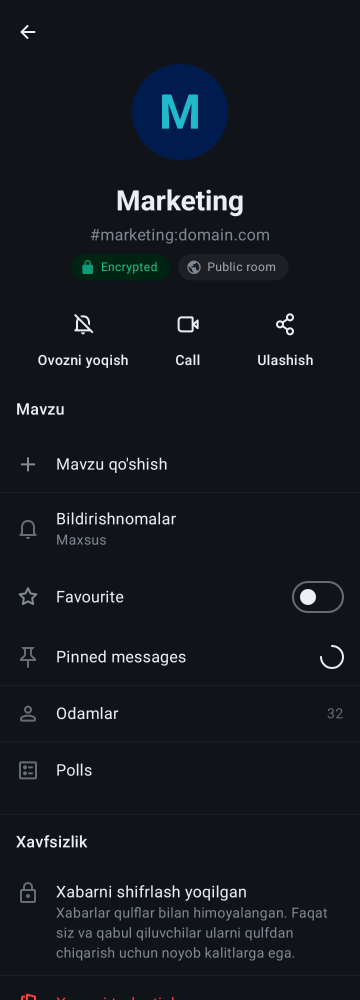 M
Marketing
#marketing:domain.com
Encrypted Public room
Ovozni yoqish Call Ulashish
Mavzu
Mavzu qo'shish
Bildirishnomalar
Maxsus
Favourite
Pinned messages
Odamlar 32
Polls
Xavfsizlik
Xabarni shifrlash yoqilgan
Xabarlar qulflar bilan himoyalangan. Faqat
siz va qabul qiluvchilar ularni qulfdan
chiqarish uchun noyob kalitlarga ega.